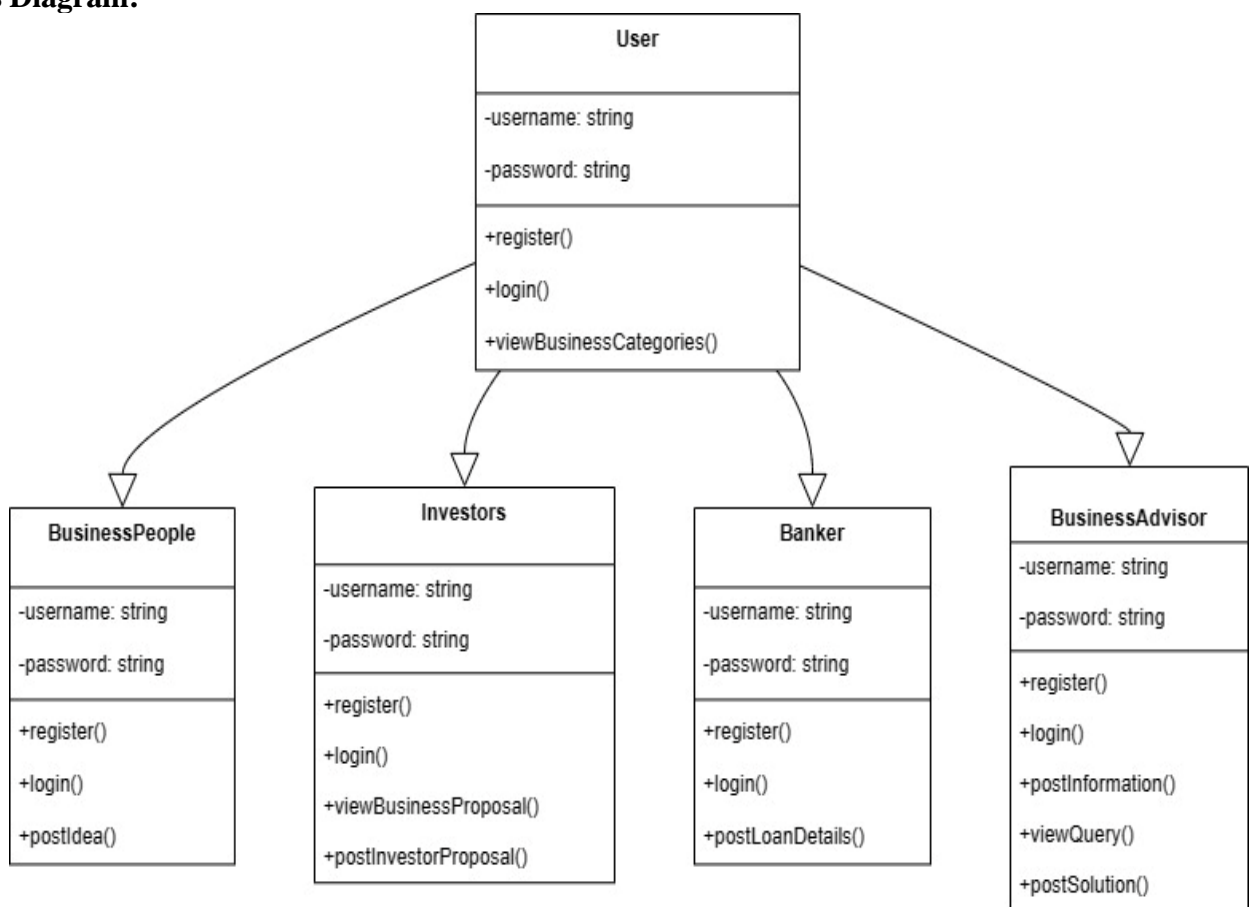 Diagram:
User
-username: string
-password: string
+register()
+login()
+viewBusinessCategories()
BusinessPeople
-username: string
-password: string
+register()
+login()
+postIdea()
Investors
-username: string
-password: string
+register()
+login()
+viewBusinessProposal()
+postInvestorProposal()
Banker
-username: string
-password: string
+register()
+login()
+postLoanDetails()
BusinessAdvisor
-username: string
-password: string
+register()
+login()
+postInformation()
+viewQuery()
+postSolution()